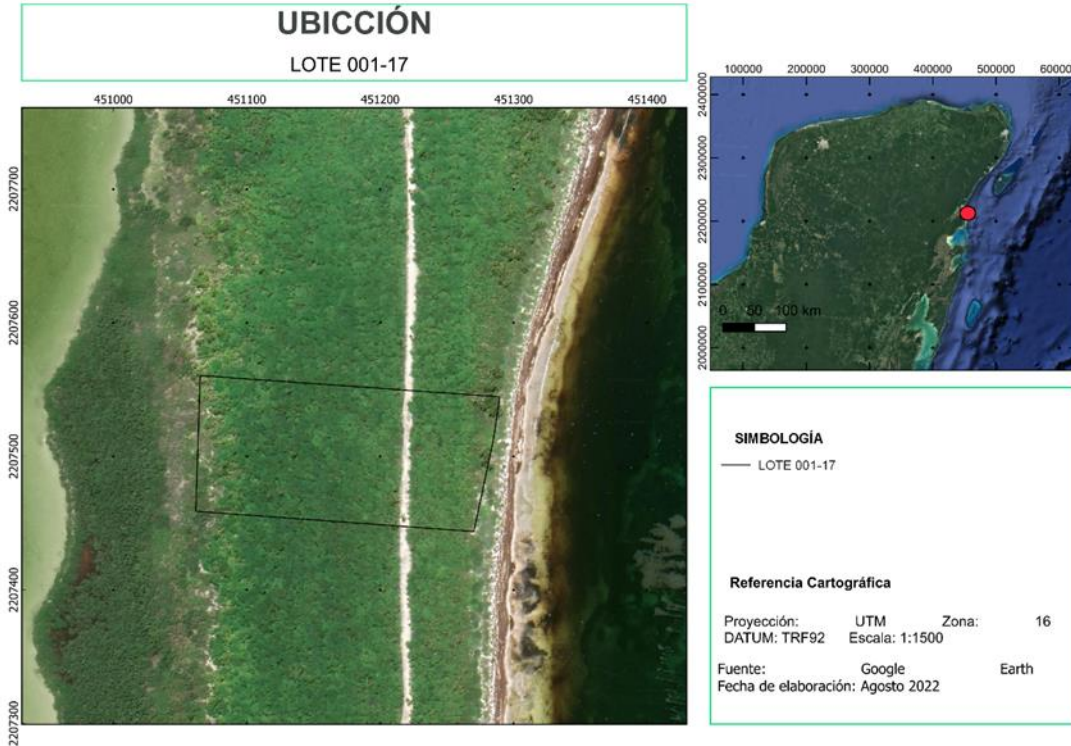 UBICCIÓN
LOTE 001-17
451000 451100 451200 451300 451400
2207700
2207600
2207500
2207400
2207300
100000 200000 300000 400000 500000 600000
2400000
2300000
2200000
2100000
2000000
0 50 100 km
SIMBOLOGÍA
LOTE 001-17
Referencia Cartográfica
Proyección: UTM Zona: 16
DATUM: TRF92 Escala: 1:1500
Fuente: Google Earth
Fecha de elaboración: Agosto 2022